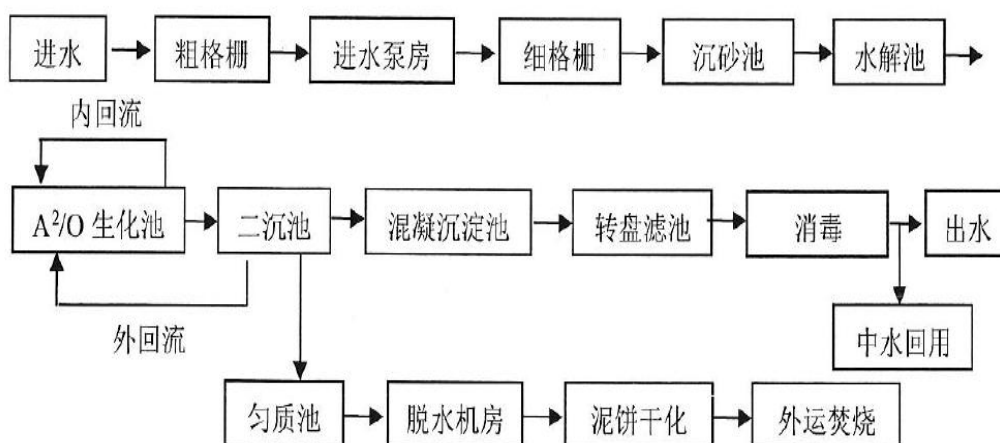 进水 粗格栅 进水泵房 细格栅 沉砂池 水解池
内回流
A²/O 生化池 二沉池 混凝沉淀池 转盘滤池 消毒 出水
外回流 中水回用
匀质池 脱水机房 泥饼干化 外运焚烧